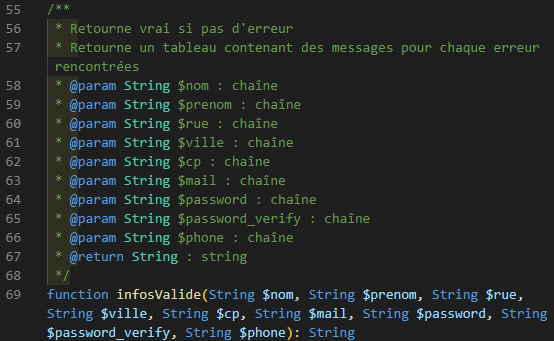 55 /**
56 * Retourne vrai si pas d'erreur
57 * Retourne un tableau contenant des messages pour chaque erreur
rencontrées
58 * @param String $nom : chaîne
59 * @param String $prenom : chaîne
60 * @param String $rue : chaîne
61 * @param String $ville : chaîne
62 * @param String $cp : chaîne
63 * @param String $mail : chaîne
64 * @param String $password : chaîne
65 * @param String $password_verify : chaîne
66 * @param String $phone : chaîne
67 * @return String : string
68 */
69 function infosValide(String $nom, String $prenom, String $rue,
String $ville, String $cp, String $mail, String $password, String
$password_verify, String $phone): String